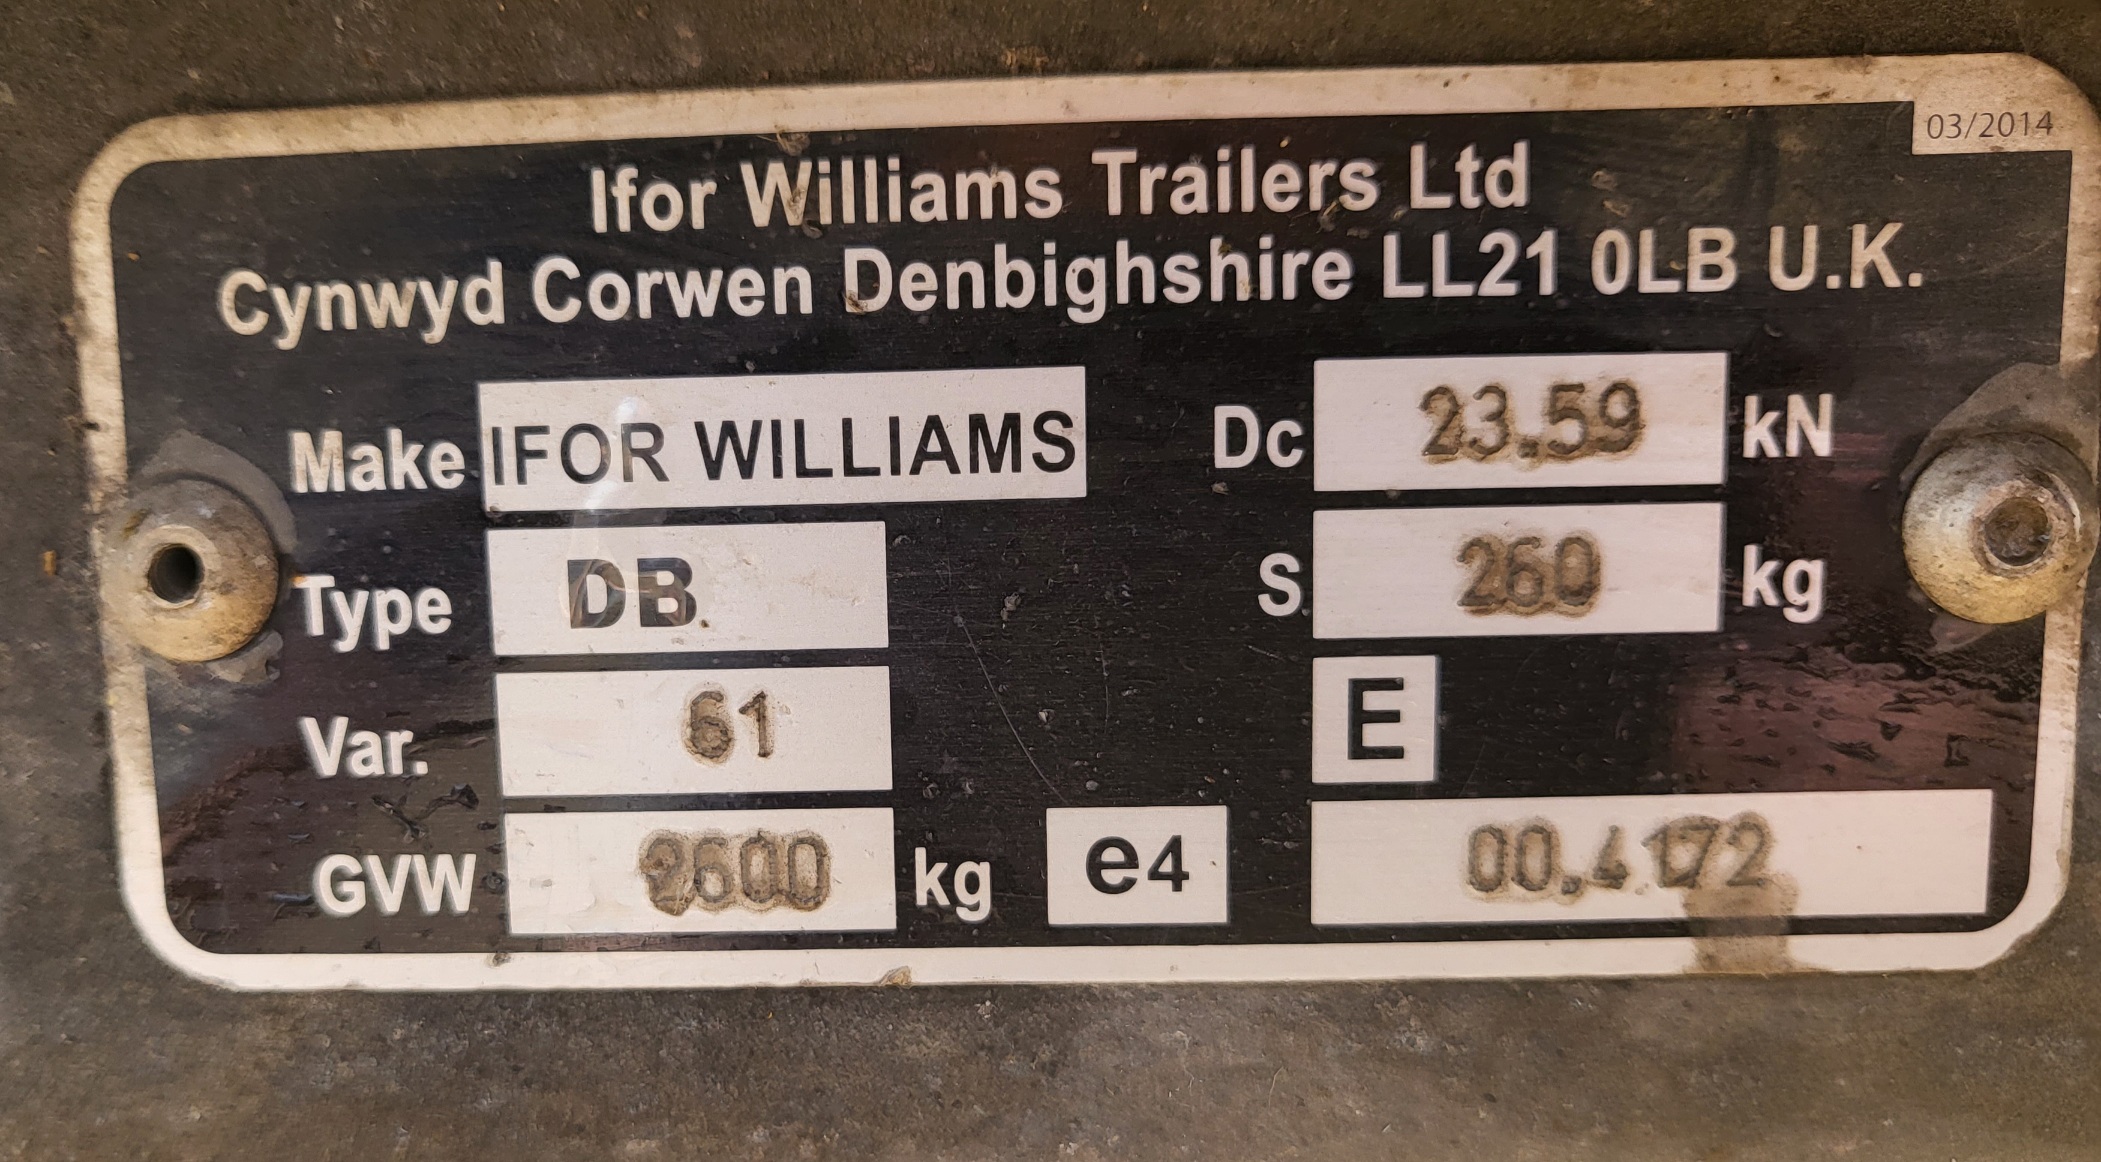 03/2014
Ifor Williams Trailers Ltd
Cynwyd Corwen Denbighshire LL21 0LB U.K.
Make IFOR WILLIAMS Dc 23.59 kN
Type DB S 260 kg
Var. 61 E
GVW 2600 kg e4 00.4172